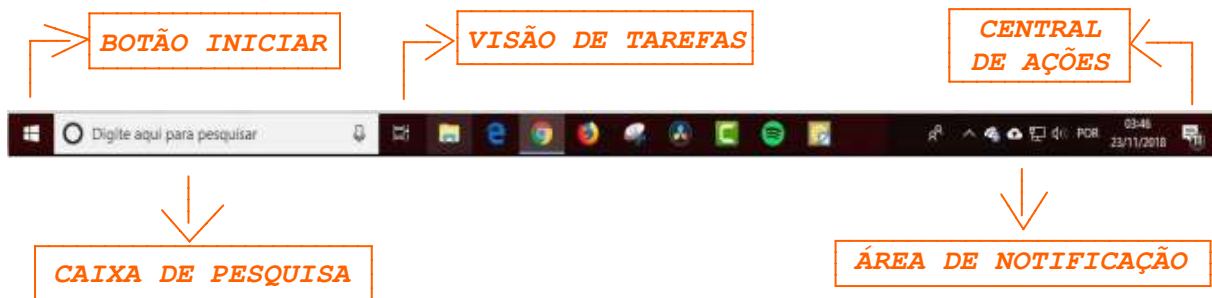 BOTÃO INICIAR
VISÃO DE TAREFAS
CENTRAL
DE AÇÕES
Digite aqui para pesquisar
POR
03:46
23/11/2018
CAIXA DE PESQUISA
ÁREA DE NOTIFICAÇÃO